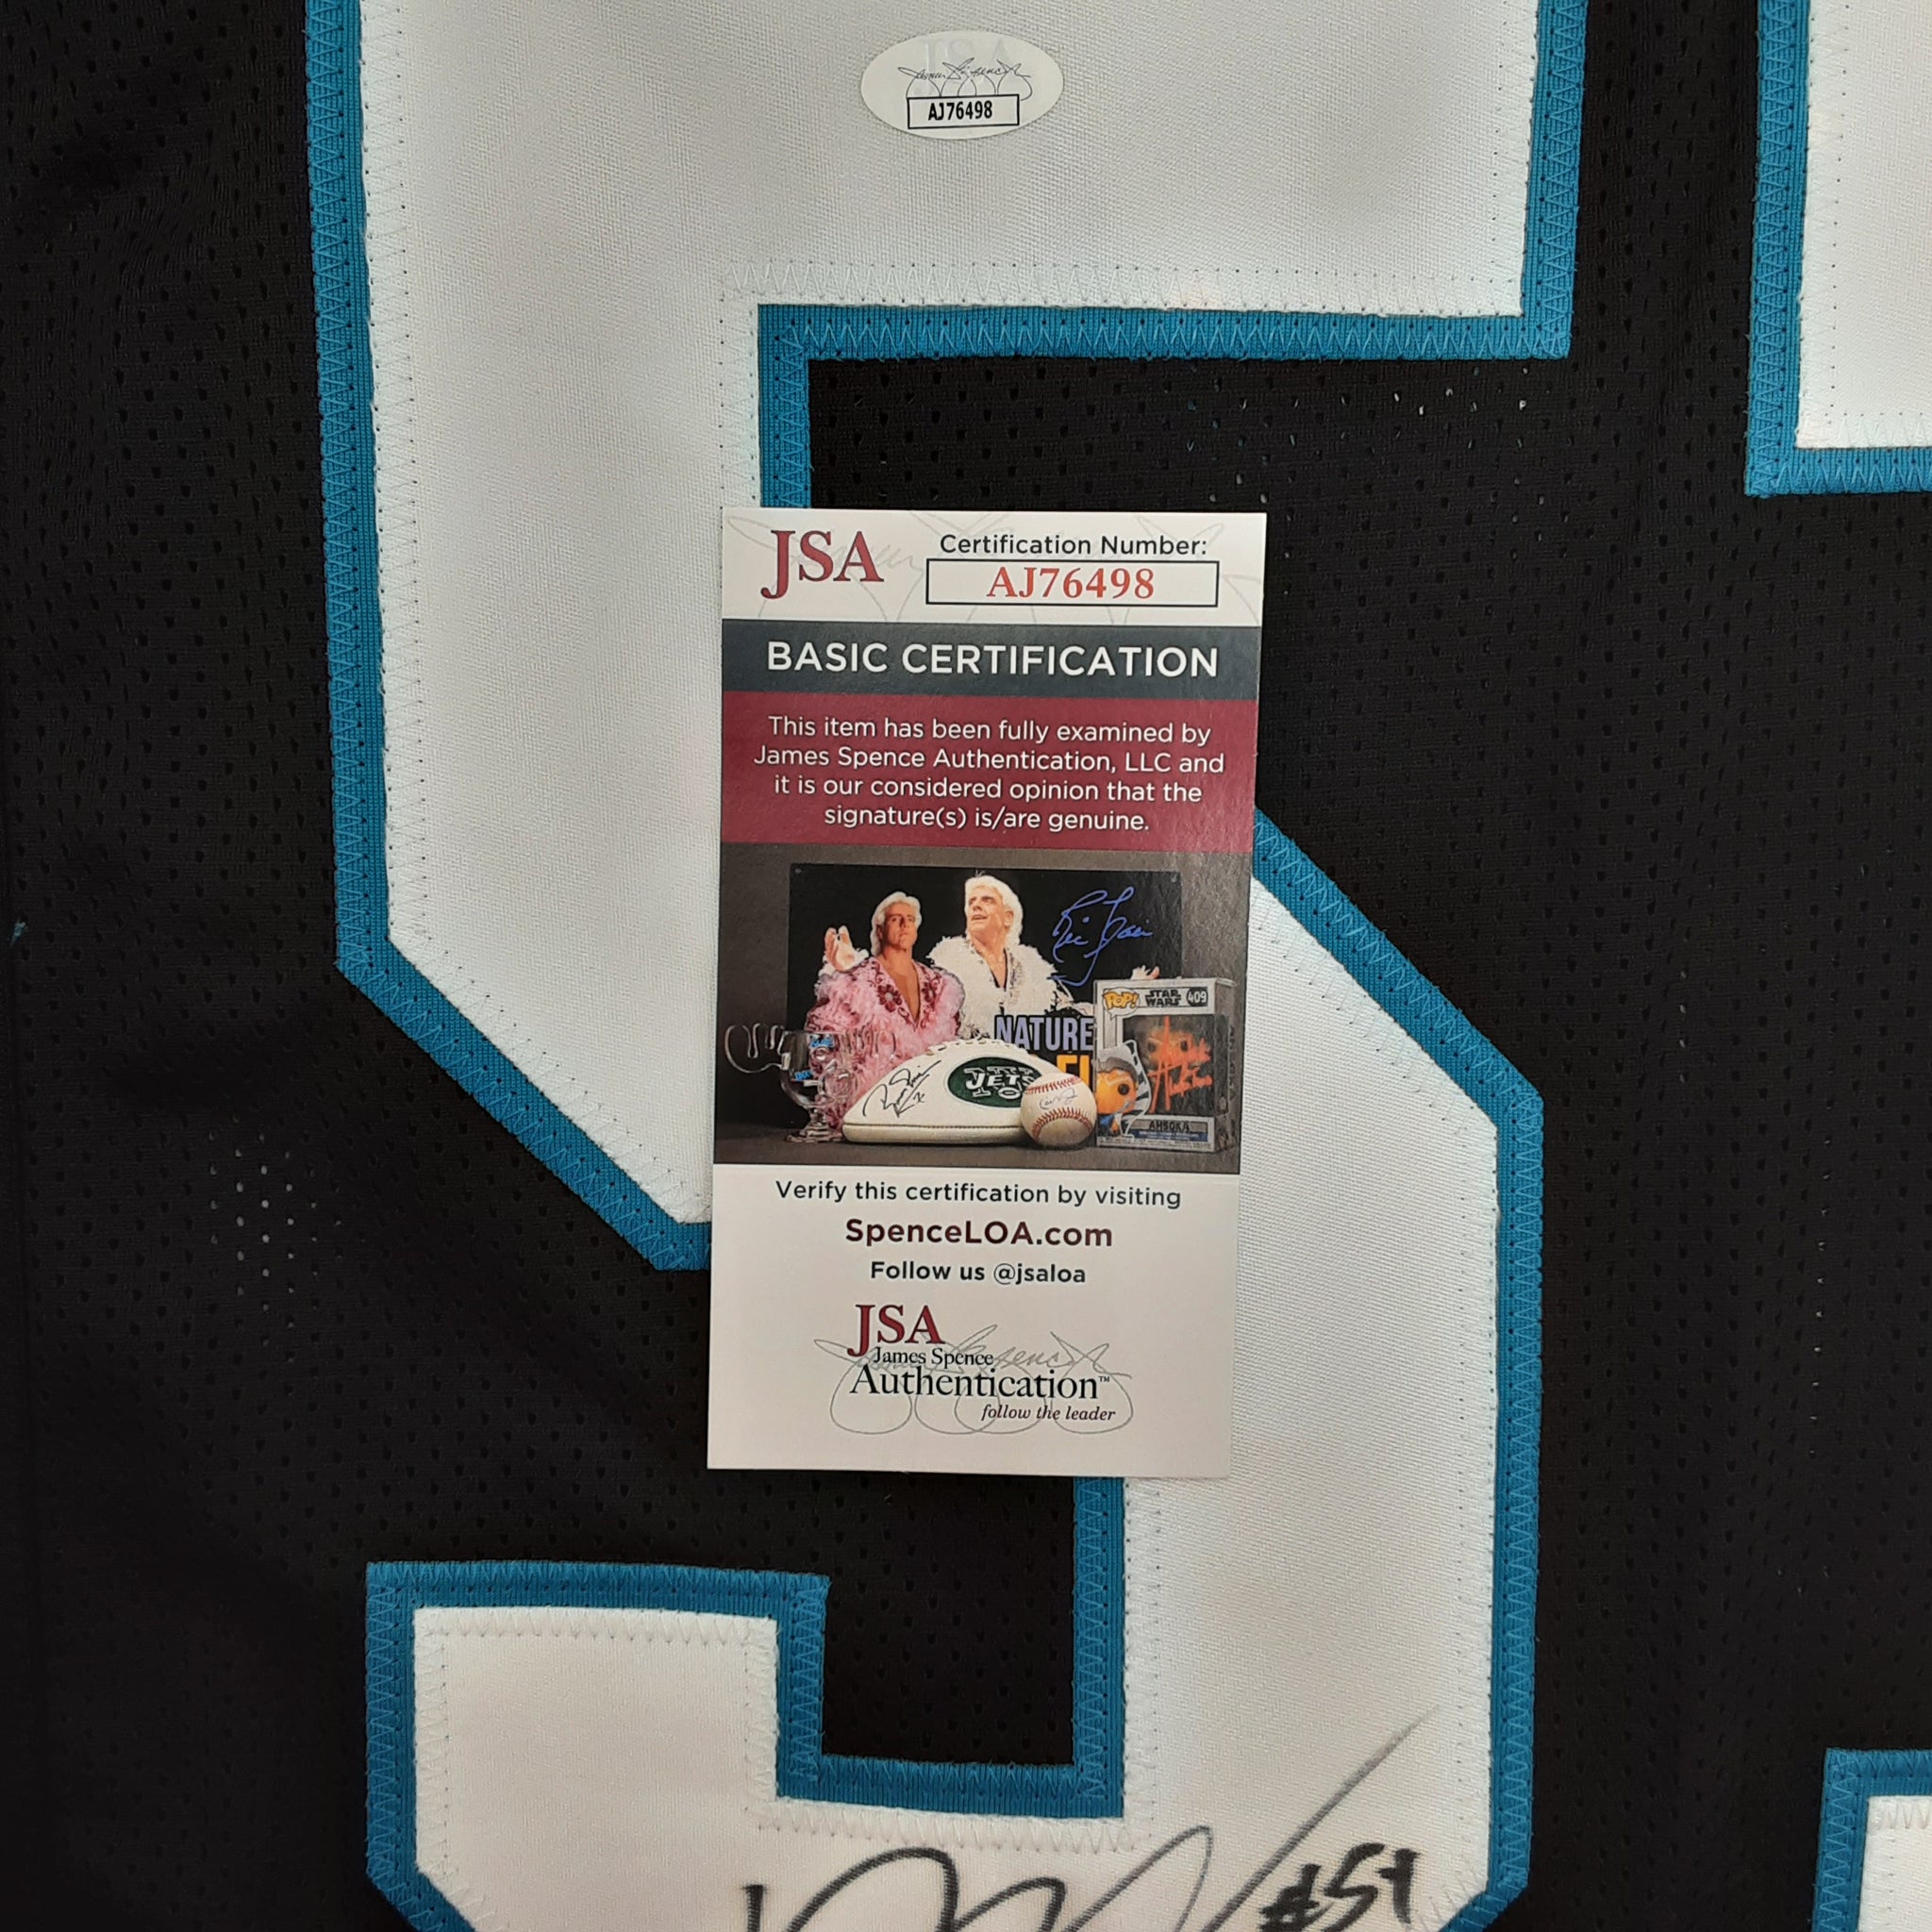 AJ76498
JSA
Certification Number:
AJ76498
BASIC CERTIFICATION
This item has been fully examined by
James Spence Authentication, LLC and
it is our considered opinion that the
signature(s) is/are genuine.
POP! STAR WARS 409
NATURE
JETS
AHSOKA
Verify this certification by visiting
SpenceLOA.com
Follow us @jsaloa
JSA
James Spence
Authentication™
follow the leader